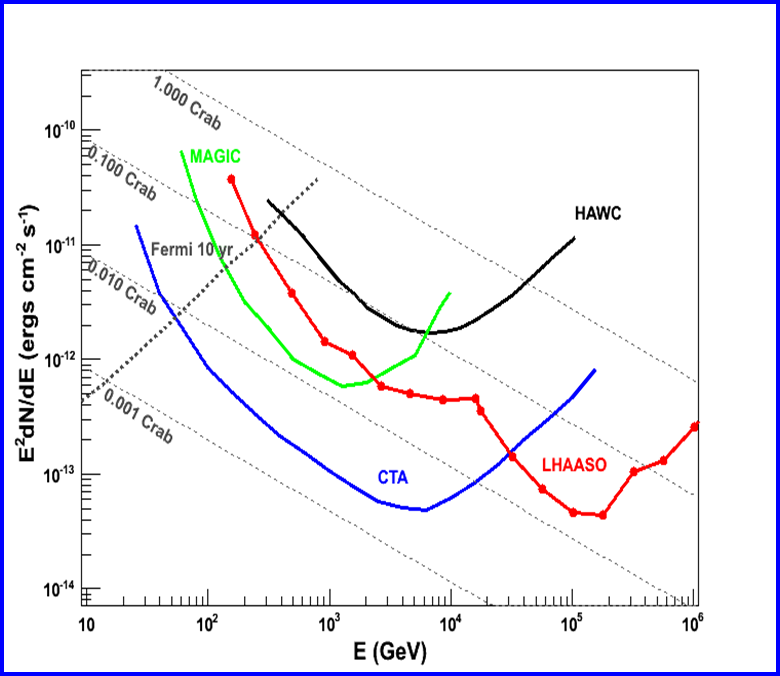 1.000 Crab
10⁻¹⁰
MAGIC
0.100 Crab
HAWC
10⁻¹¹
Fermi 10 yr
0.010 Crab
E²dN/dE (ergs cm⁻² s⁻¹)
10⁻¹²
0.001 Crab
LHAASO
10⁻¹³
CTA
10⁻¹⁴
10 10² 10³ 10⁴ 10⁵ 10⁶
E (GeV)